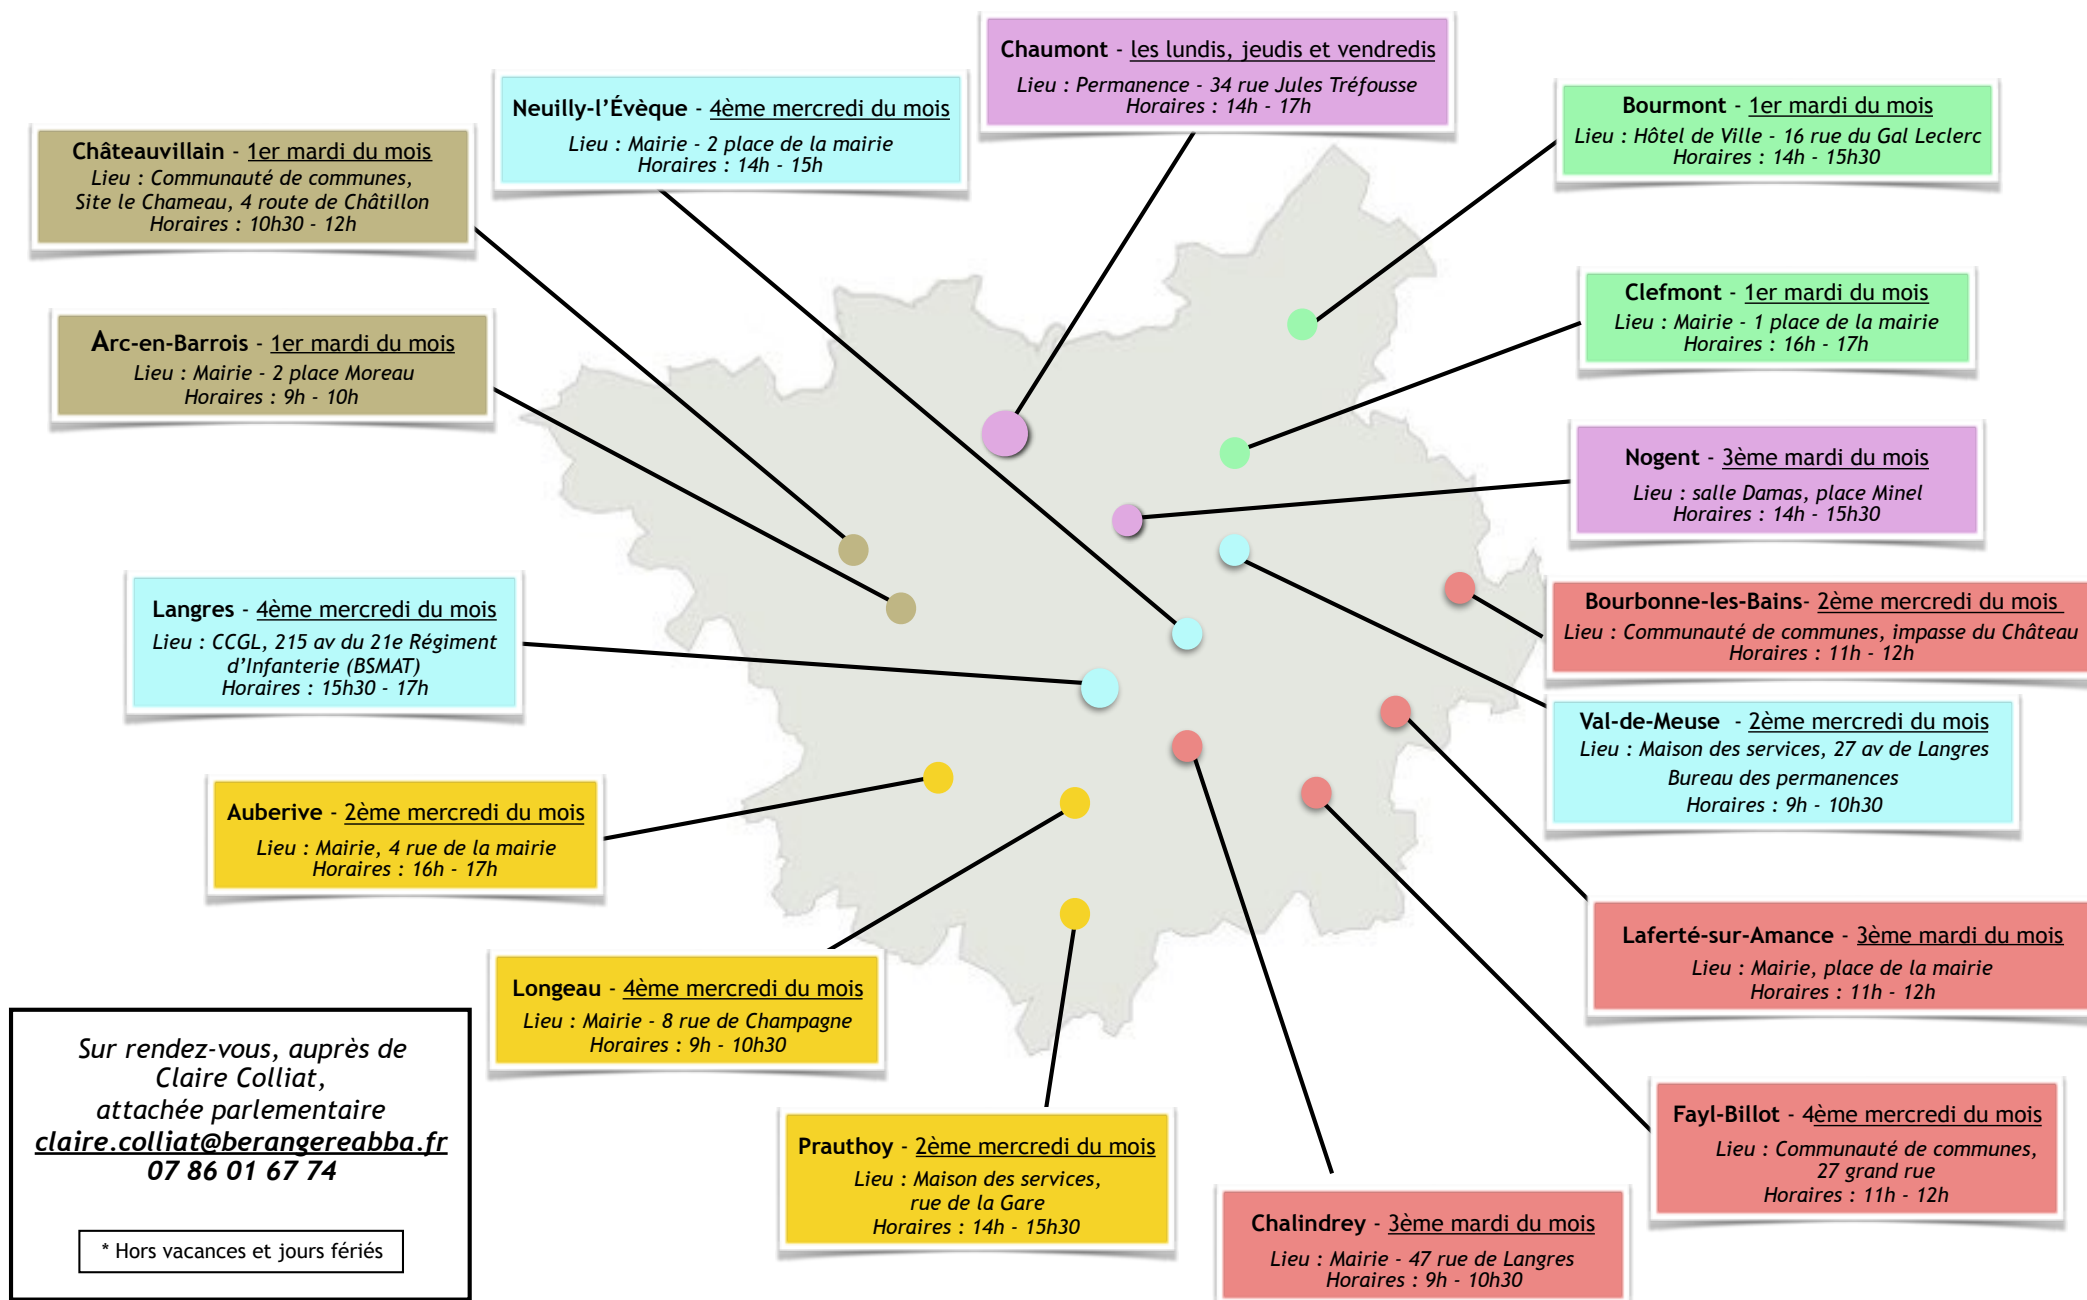 Chaumont - les lundis, jeudis et vendredis
Lieu : Permanence - 34 rue Jules Tréfousse
Horaires : 14h - 17h
Neuilly-l’Évèque - 4ème mercredi du mois
Lieu : Mairie - 2 place de la mairie
Horaires : 14h - 15h
Bourmont - 1er mardi du mois
Lieu : Hôtel de Ville - 16 rue du Gal Leclerc
Horaires : 14h - 15h30
Châteauvillain - 1er mardi du mois
Lieu : Communauté de communes,
Site le Chameau, 4 route de Châtillon
Horaires : 10h30 - 12h
Clefmont - 1er mardi du mois
Lieu : Mairie - 1 place de la mairie
Horaires : 16h - 17h
Arc-en-Barrois - 1er mardi du mois
Lieu : Mairie - 2 place Moreau
Horaires : 9h - 10h
Nogent - 3ème mardi du mois
Lieu : salle Damas, place Minel
Horaires : 14h - 15h30
Langres - 4ème mercredi du mois
Lieu : CCGL, 215 av du 21e Régiment
d’Infanterie (BSMAT)
Horaires : 15h30 - 17h
Bourbonne-les-Bains- 2ème mercredi du mois
Lieu : Communauté de communes, impasse du Château
Horaires : 11h - 12h
Val-de-Meuse - 2ème mercredi du mois
Lieu : Maison des services, 27 av de Langres
Bureau des permanences
Horaires : 9h - 10h30
Auberive - 2ème mercredi du mois
Lieu : Mairie, 4 rue de la mairie
Horaires : 16h - 17h
Laferté-sur-Amance - 3ème mardi du mois
Lieu : Mairie, place de la mairie
Horaires : 11h - 12h
Longeau - 4ème mercredi du mois
Lieu : Mairie - 8 rue de Champagne
Horaires : 9h - 10h30
Fayl-Billot - 4ème mercredi du mois
Lieu : Communauté de communes,
27 grand rue
Horaires : 11h - 12h
Prauthoy - 2ème mercredi du mois
Lieu : Maison des services,
rue de la Gare
Horaires : 14h - 15h30
Chalindrey - 3ème mardi du mois
Lieu : Mairie - 47 rue de Langres
Horaires : 9h - 10h30
Sur rendez-vous, auprès de
Claire Colliat,
attachée parlementaire
claire.colliat@berangereabba.fr
07 86 01 67 74
* Hors vacances et jours fériés